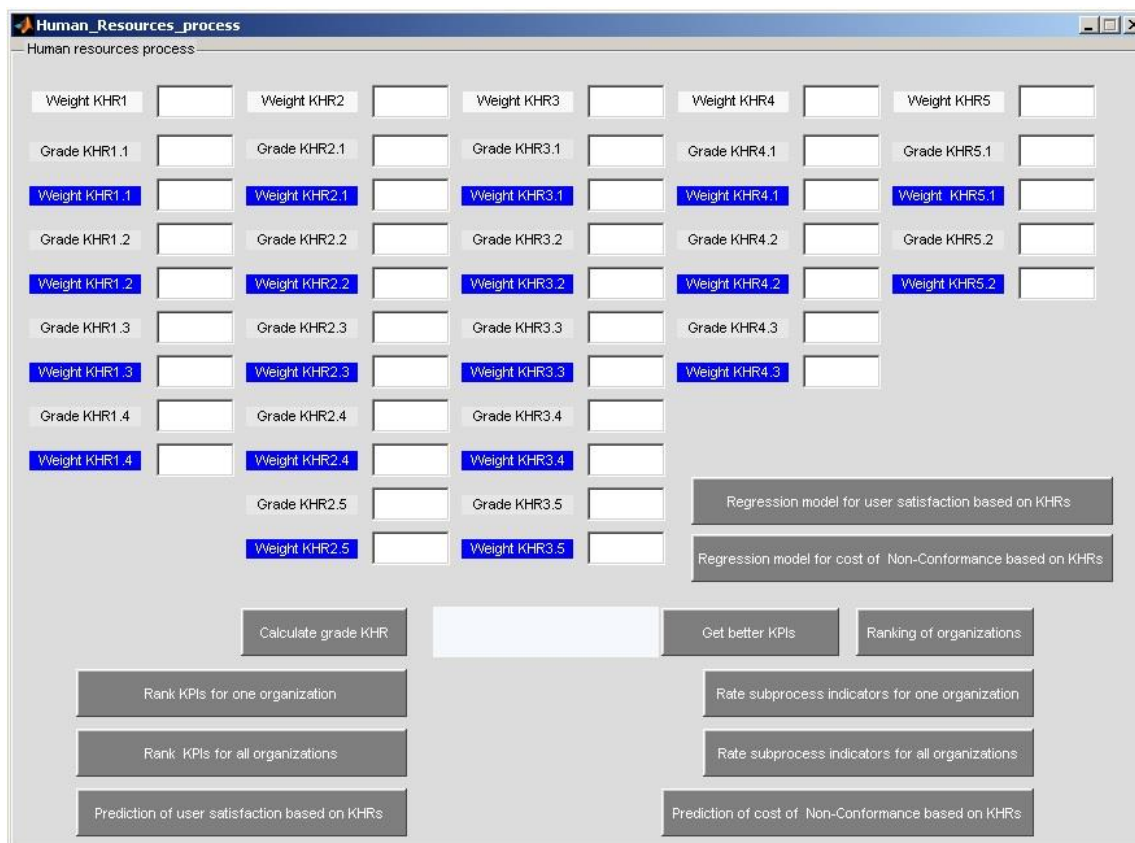 Human_Resources_process
Human resources process
Weight KHR1 Weight KHR2 Weight KHR3 Weight KHR4 Weight KHR5
Grade KHR1.1 Grade KHR2.1 Grade KHR3.1 Grade KHR4.1 Grade KHR5.1
Weight KHR1.1 Weight KHR2.1 Weight KHR3.1 Weight KHR4.1 Weight KHR5.1
Grade KHR1.2 Grade KHR2.2 Grade KHR3.2 Grade KHR4.2 Grade KHR5.2
Weight KHR1.2 Weight KHR2.2 Weight KHR3.2 Weight KHR4.2 Weight KHR5.2
Grade KHR1.3 Grade KHR2.3 Grade KHR3.3 Grade KHR4.3
Weight KHR1.3 Weight KHR2.3 Weight KHR3.3 Weight KHR4.3
Grade KHR1.4 Grade KHR2.4 Grade KHR3.4
Weight KHR1.4 Weight KHR2.4 Weight KHR3.4
Grade KHR2.5 Grade KHR3.5 Regression model for user satisfaction based on KHRs
Weight KHR2.5 Weight KHR3.5 Regression model for cost of Non-Conformance based on KHRs
Calculate grade KHR Get better KPIs Ranking of organizations
Rank KPIs for one organization Rate subprocess indicators for one organization
Rank KPIs for all organizations Rate subprocess indicators for all organizations
Prediction of user satisfaction based on KHRs Prediction of cost of Non-Conformance based on KHRs